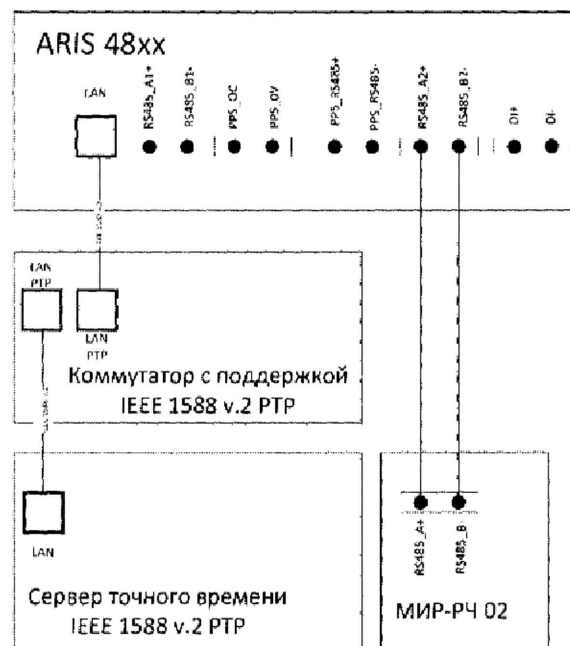 ARIS 48xx
LAN
RS485_A1+
RS485_B1-
PPS_OC
PPS_0V
PPS_RS485+
PPS_RS485-
RS485_A2+
RS485_B2-
DI+
DI-
LAN
PTP
LAN
PTP
Коммутатор с поддержкой
IEEE 1588 v.2 PTP
LAN
Сервер точного времени
IEEE 1588 v.2 PTP
RS485_A+
RS485_B-
МИР-РЧ 02